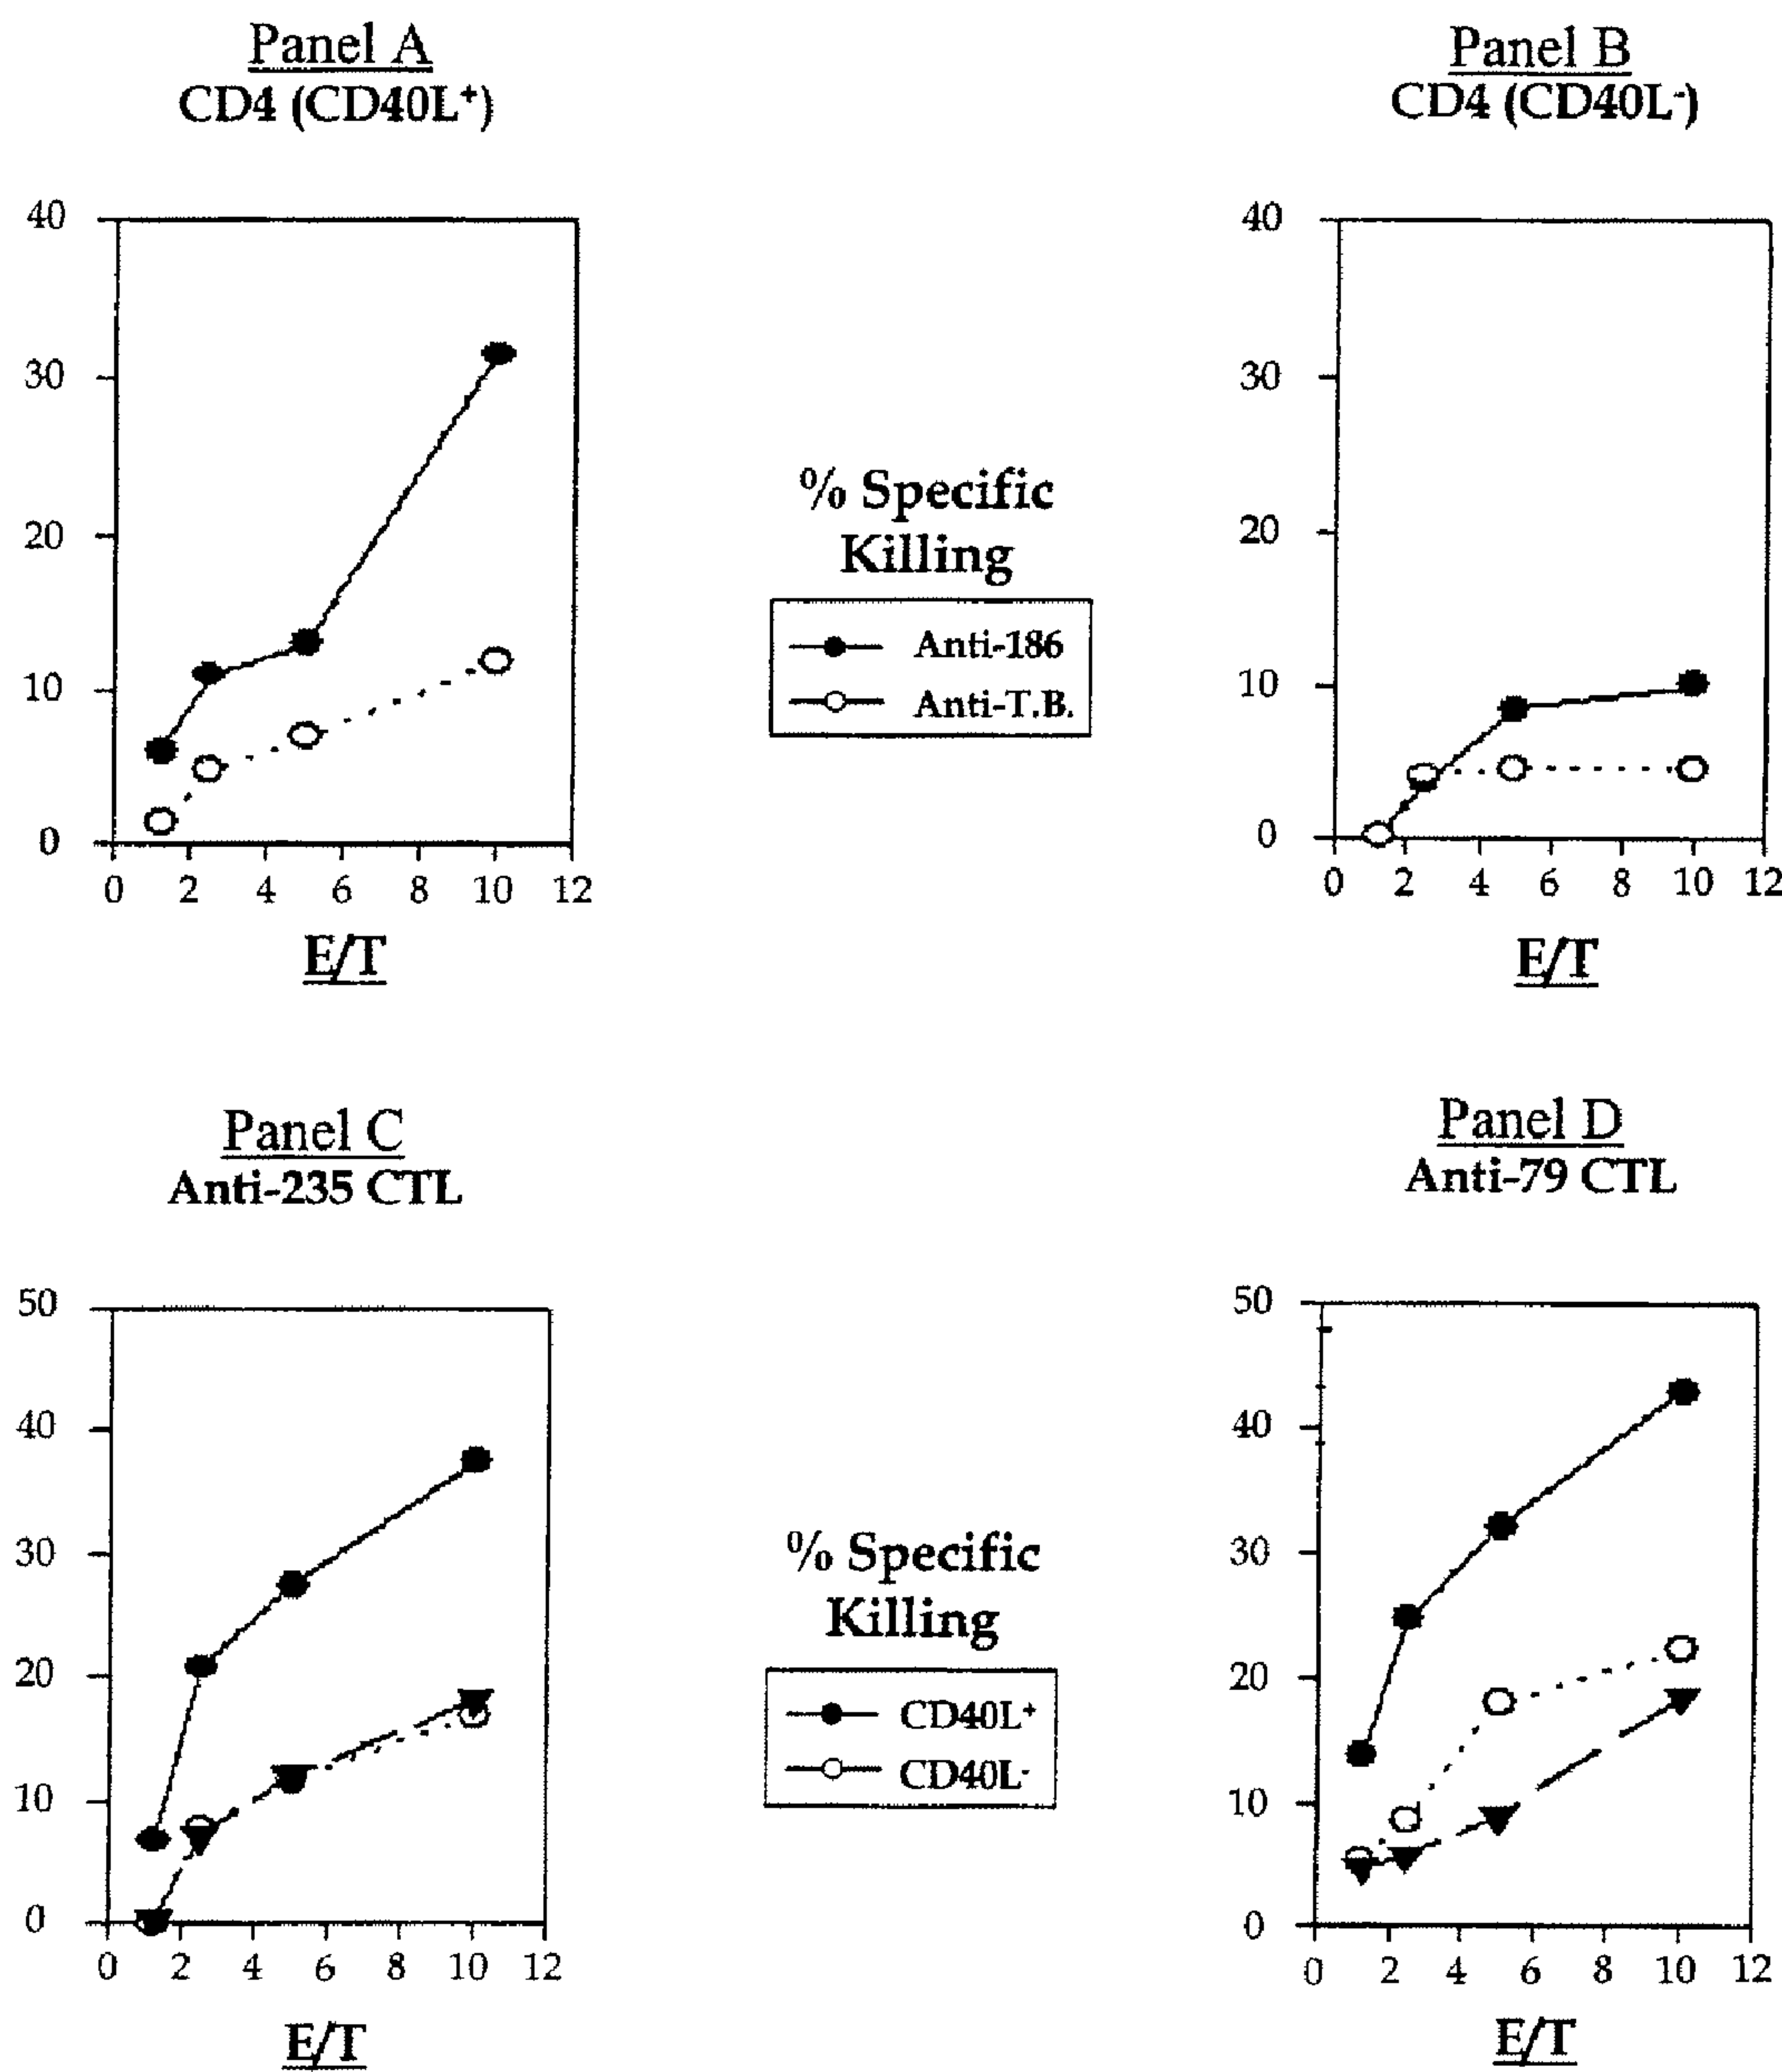 Panel A
CD4 (CD40L⁺)
40
30
20
10
0
0 2 4 6 8 10 12
E/T
% Specific
Killing
Anti-186
Anti-T.B.
Panel B
CD4 (CD40L⁻)
40
30
20
10
0
0 2 4 6 8 10 12
E/T
Panel C
Anti-235 CTL
50
40
30
20
10
0
0 2 4 6 8 10 12
E/T
% Specific
Killing
CD40L⁺
CD40L⁻
Panel D
Anti-79 CTL
50
40
30
20
10
0
0 2 4 6 8 10 12
E/T